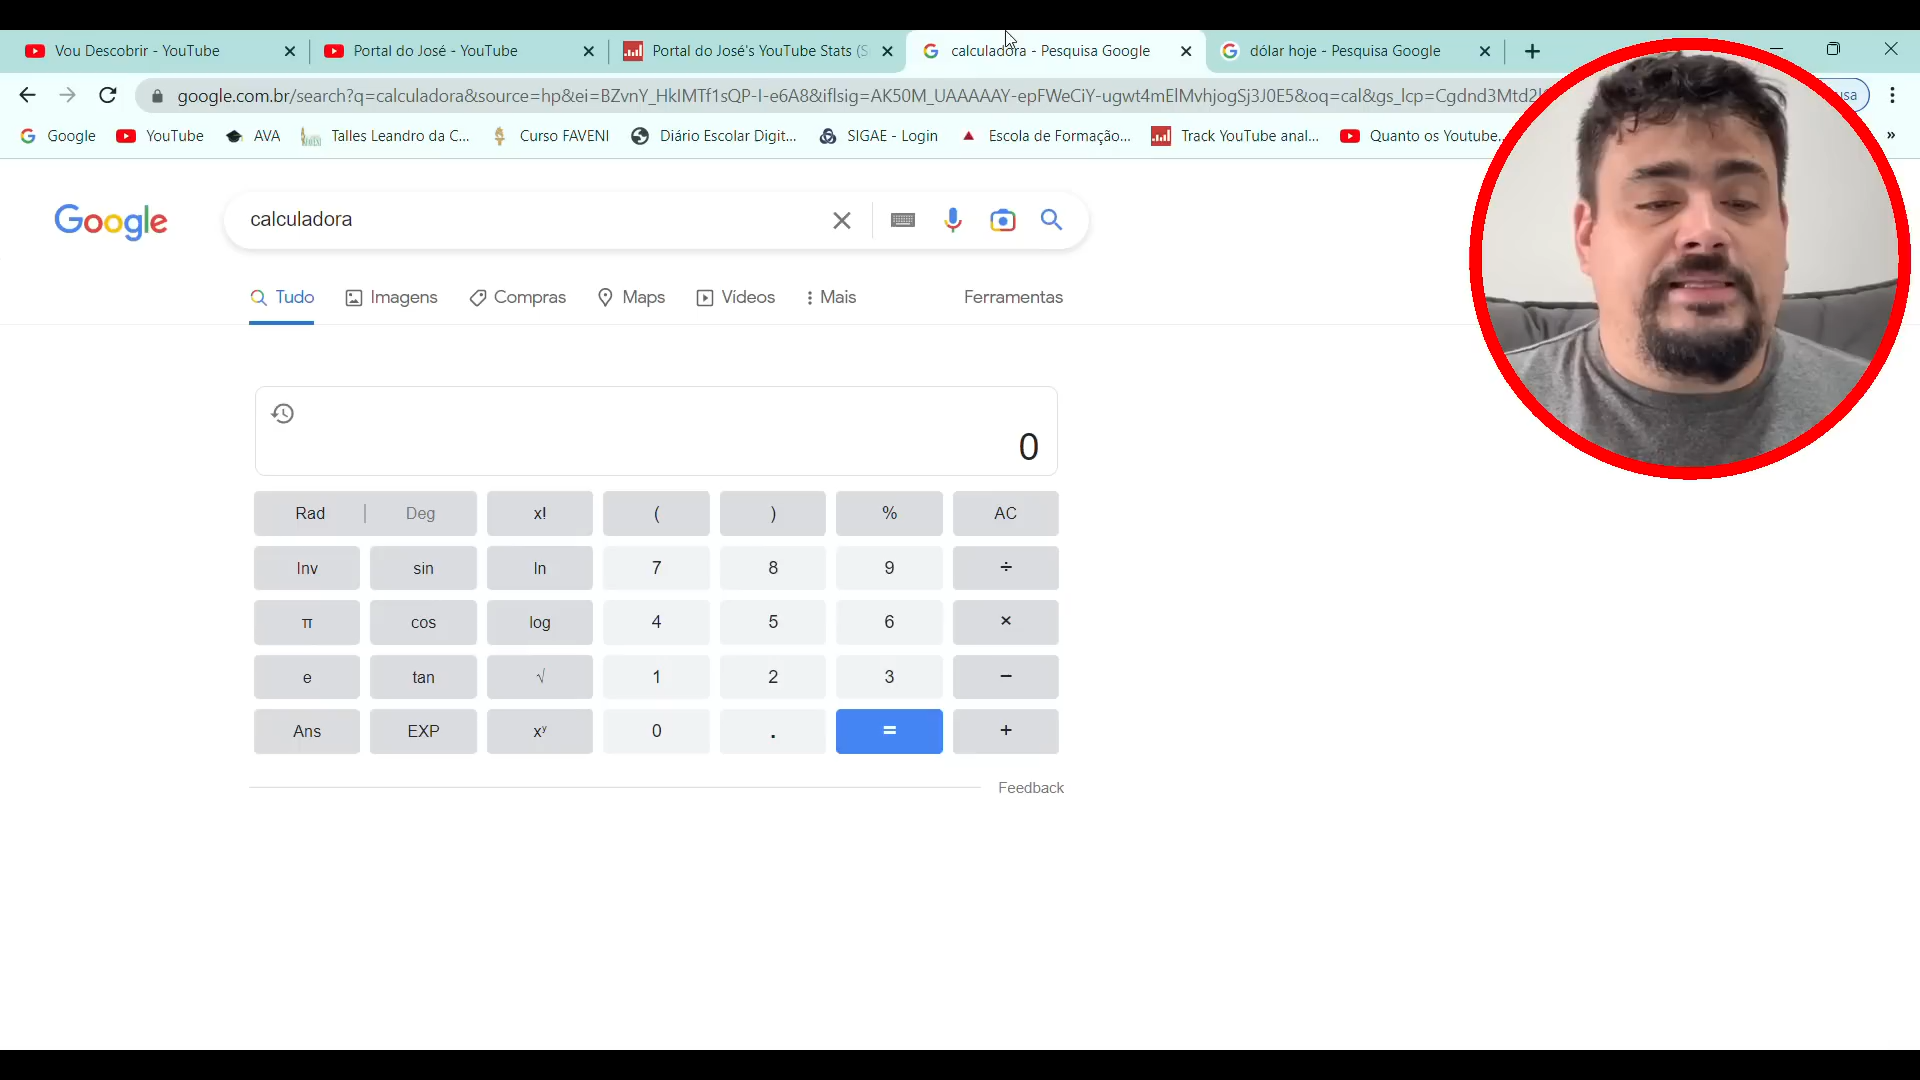 Vou Descobrir - YouTube
Portal do José - YouTube
Portal do José's YouTube Stats (S
calculadora - Pesquisa Google
dólar hoje - Pesquisa Google
google.com.br/search?q=calculadora&source=hp&ei=BZvnY_HkIMTf1sQP-I-e6A8&iflsig=AK50M_UAAAAAY-epFWeCiY-ugwt4mElMvhjogSj3J0E5&oq=cal&gs_lcp=Cgdnd3Mtd2l
usa
Google
YouTube
AVA
Talles Leandro da C...
Curso FAVENI
Diário Escolar Digit...
SIGAE - Login
Escola de Formação...
Track YouTube anal...
Quanto os Youtube...
»
Google
calculadora
Tudo
Imagens
Compras
Maps
Vídeos
Mais
Ferramentas
0
Rad | Deg x! ( ) % AC
Inv sin ln 7 8 9 ÷
π cos log 4 5 6 ×
e tan √ 1 2 3 −
Ans EXP xʸ 0 . = +
Feedback